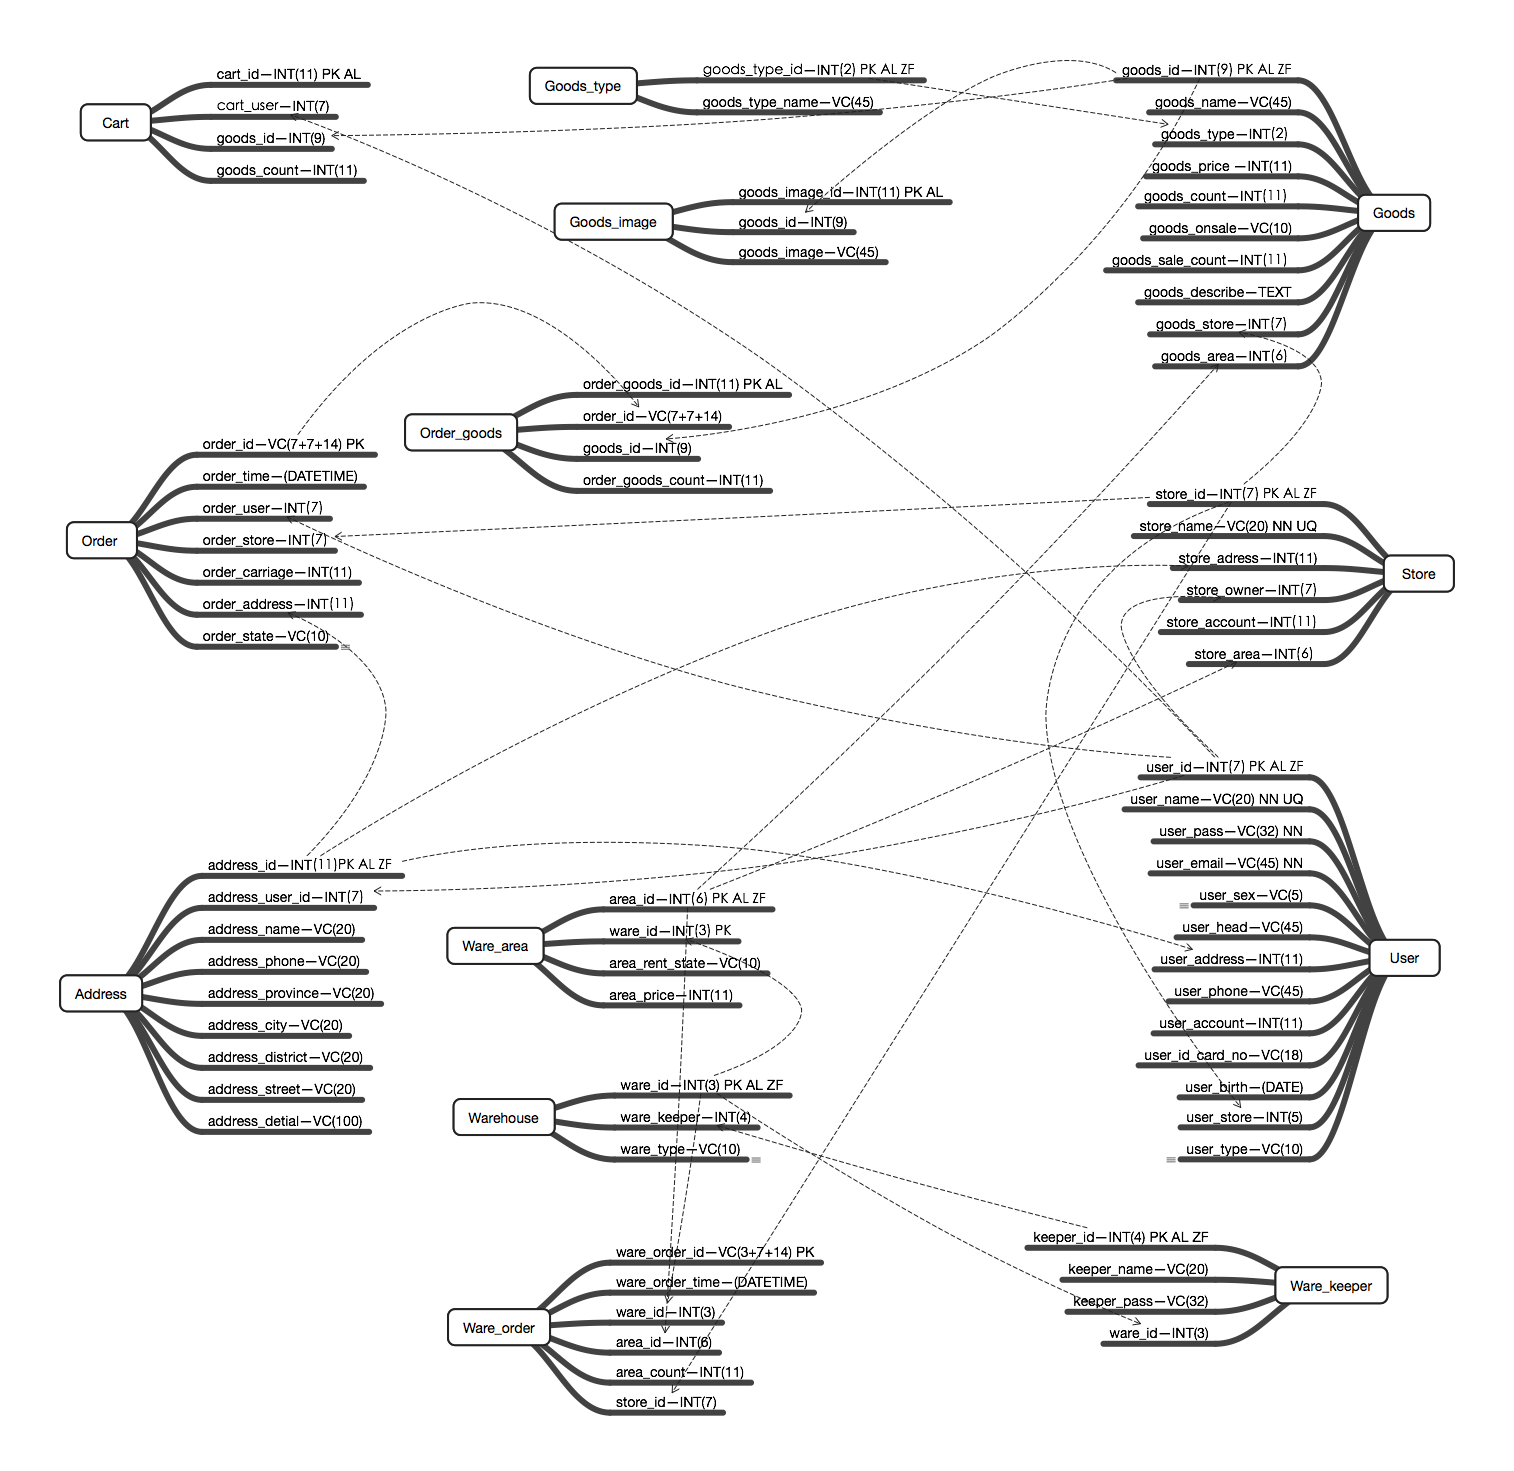 Cart
cart_id—INT(11) PK AL
cart_user—INT(7)
goods_id—INT(9)
goods_count—INT(11)
Goods_type
goods_type_id—INT(2) PK AL ZF
goods_type_name—VC(45)
Goods_image
goods_image_id—INT(11) PK AL
goods_id—INT(9)
goods_image—VC(45)
goods_id—INT(9) PK AL ZF
goods_name—VC(45)
goods_type—INT(2)
goods_price —INT(11)
goods_count—INT(11)
goods_onsale—VC(10)
goods_sale_count—INT(11)
goods_describe—TEXT
goods_store—INT(7)
goods_area—INT(6)
Goods
Order_goods
order_goods_id—INT(11) PK AL
order_id—VC(7+7+14)
goods_id—INT(9)
order_goods_count—INT(11)
Order
order_id—VC(7+7+14) PK
order_time—(DATETIME)
order_user—INT(7)
order_store—INT(7)
order_carriage—INT(11)
order_address—INT(11)
order_state—VC(10)
store_id—INT(7) PK AL ZF
store_name—VC(20) NN UQ
store_adress—INT(11)
store_owner—INT(7)
store_account—INT(11)
store_area—INT(6)
Store
user_id—INT(7) PK AL ZF
user_name—VC(20) NN UQ
user_pass—VC(32) NN
user_email—VC(45) NN
user_sex—VC(5)
user_head—VC(45)
user_address—INT(11)
user_phone—VC(45)
user_account—INT(11)
user_id_card_no—VC(18)
user_birth—(DATE)
user_store—INT(5)
user_type—VC(10)
User
Address
address_id—INT(11)PK AL ZF
address_user_id—INT(7)
address_name—VC(20)
address_phone—VC(20)
address_province—VC(20)
address_city—VC(20)
address_district—VC(20)
address_street—VC(20)
address_detial—VC(100)
Ware_area
area_id—INT(6) PK AL ZF
ware_id—INT(3) PK
area_rent_state—VC(10)
area_price—INT(11)
Warehouse
ware_id—INT(3) PK AL ZF
ware_keeper—INT(4)
ware_type—VC(10)
Ware_order
ware_order_id—VC(3+7+14) PK
ware_order_time—(DATETIME)
ware_id—INT(3)
area_id—INT(6)
area_count—INT(11)
store_id—INT(7)
keeper_id—INT(4) PK AL ZF
keeper_name—VC(20)
keeper_pass—VC(32)
ware_id—INT(3)
Ware_keeper